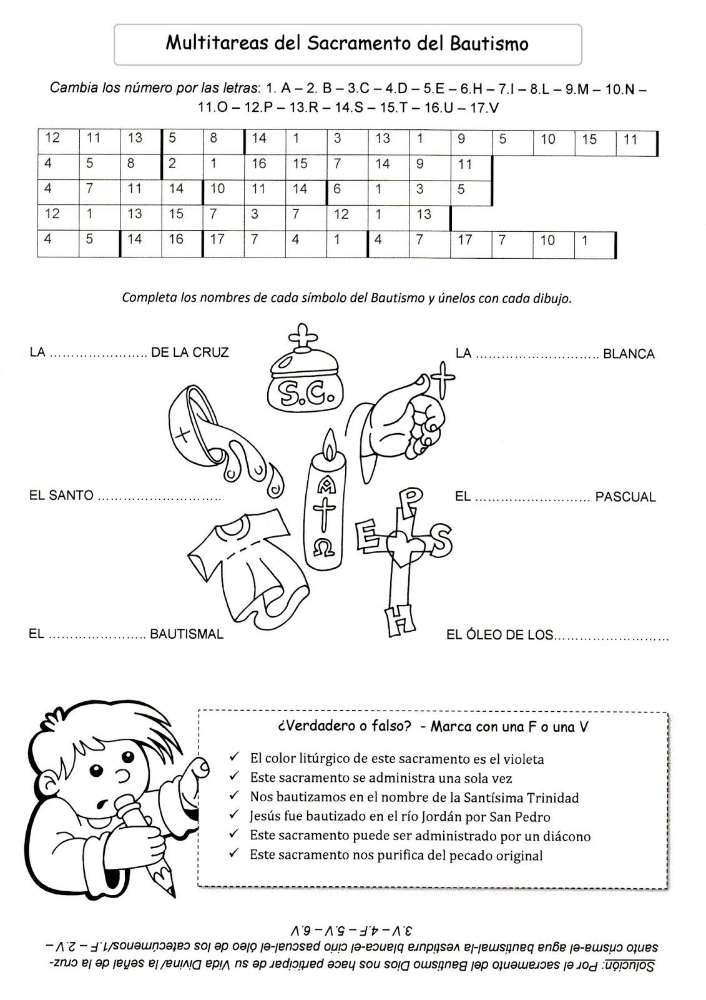 Multitareas del Sacramento del Bautismo
Cambia los número por las letras: 1. A – 2. B – 3.C – 4.D – 5.E – 6.H – 7.I – 8.L – 9.M – 10.N –
11.O – 12.P – 13.R – 14.S – 15.T – 16.U – 17.V
12 11 13 5 8 14 1 3 13 1 9 5 10 15 11
4 5 8 2 1 16 15 7 14 9 11
4 7 11 14 10 11 14 6 1 3 5
12 1 13 15 7 3 7 12 1 13
4 5 14 16 17 7 4 1 4 7 17 7 10 1
Completa los nombres de cada símbolo del Bautismo y únelos con cada dibujo.
LA ………………….. DE LA CRUZ
LA ……………………….. BLANCA
S.C.
EL SANTO ………………………..
EL ……………………… PASCUAL
Α
Ω
P
E S
H
EL ………………….. BAUTISMAL
EL ÓLEO DE LOS………………………
¿Verdadero o falso? - Marca con una F o una V
✓ El color litúrgico de este sacramento es el violeta
✓ Este sacramento se administra una sola vez
✓ Nos bautizamos en el nombre de la Santísima Trinidad
✓ Jesús fue bautizado en el río Jordán por San Pedro
✓ Este sacramento puede ser administrado por un diácono
✓ Este sacramento nos purifica del pecado original
Solución: Por el sacramento del Bautismo Dios nos hace participar de su Vida Divina/ la señal de la cruz-
santo crisma-el agua bautismal-la vestidura blanca-el cirio pascual-el óleo de los catecúmenos/1.F – 2.V –
3.V – 4.F – 5.V – 6.V